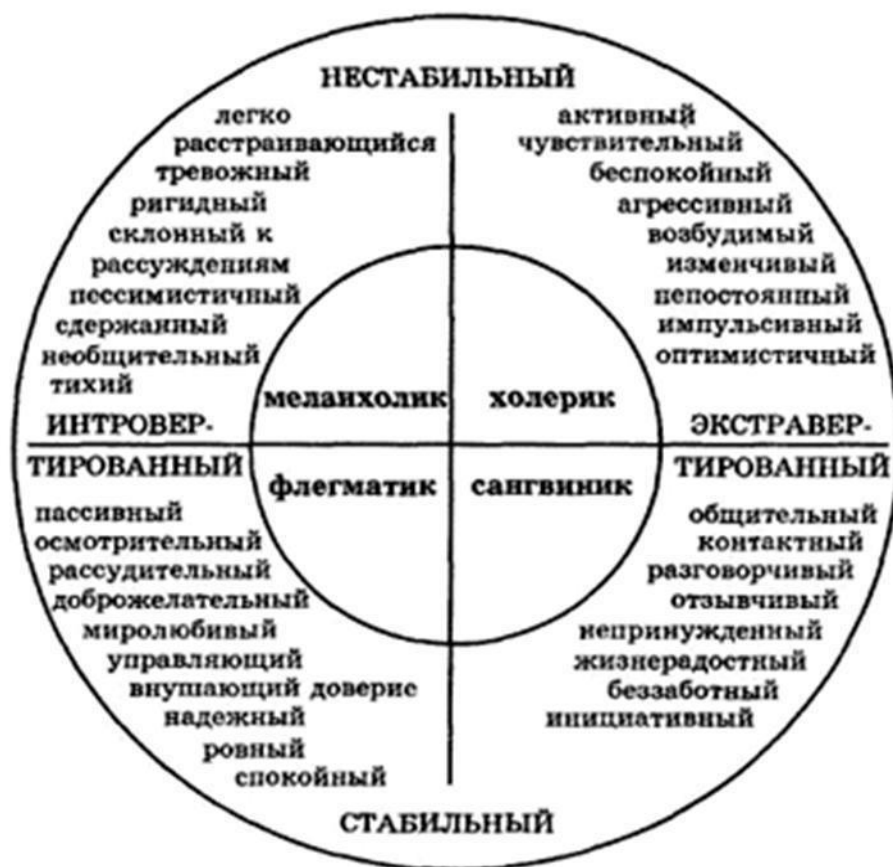 НЕСТАБИЛЬНЫЙ
легко
расстраивающийся
тревожный
ригидный
склонный к
рассуждениям
пессимистичный
сдержанный
необщительный
тихий
активный
чувствительный
беспокойный
агрессивный
возбудимый
изменчивый
непостоянный
импульсивный
оптимистичный
меланхолик
холерик
ИНТРОВЕР-
ТИРОВАННЫЙ
ЭКСТРАВЕР-
ТИРОВАННЫЙ
флегматик
сангвиник
пассивный
осмотрительный
рассудительный
доброжелательный
миролюбивый
управляющий
внушающий доверие
надежный
ровный
спокойный
общительный
контактный
разговорчивый
отзывчивый
непринужденный
жизнерадостный
беззаботный
инициативный
СТАБИЛЬНЫЙ